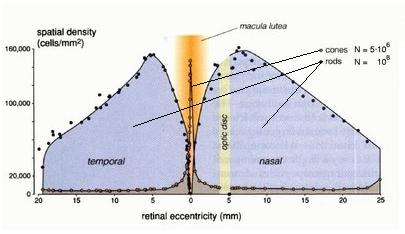 spatial density
(cells/mm²)
macula lutea
160,000
100,000
20,000
0
cones N = 5·10⁶
rods N = 10⁸
temporal
optic disc
nasal
20 15 10 5 0 5 10 15 20 25
retinal eccentricity (mm)